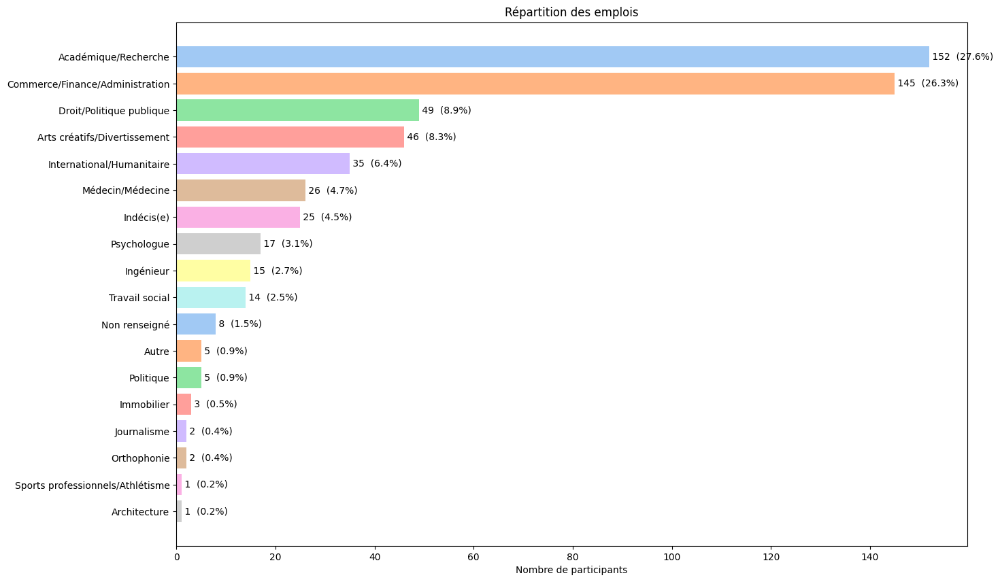 Répartition des emplois
Académique/Recherche 152 (27.6%)
Commerce/Finance/Administration 145 (26.3%)
Droit/Politique publique 49 (8.9%)
Arts créatifs/Divertissement 46 (8.3%)
International/Humanitaire 35 (6.4%)
Médecin/Médecine 26 (4.7%)
Indécis(e) 25 (4.5%)
Psychologue 17 (3.1%)
Ingénieur 15 (2.7%)
Travail social 14 (2.5%)
Non renseigné 8 (1.5%)
Autre 5 (0.9%)
Politique 5 (0.9%)
Immobilier 3 (0.5%)
Journalisme 2 (0.4%)
Orthophonie 2 (0.4%)
Sports professionnels/Athlétisme 1 (0.2%)
Architecture 1 (0.2%)
0 20 40 60 80 100 120 140
Nombre de participants